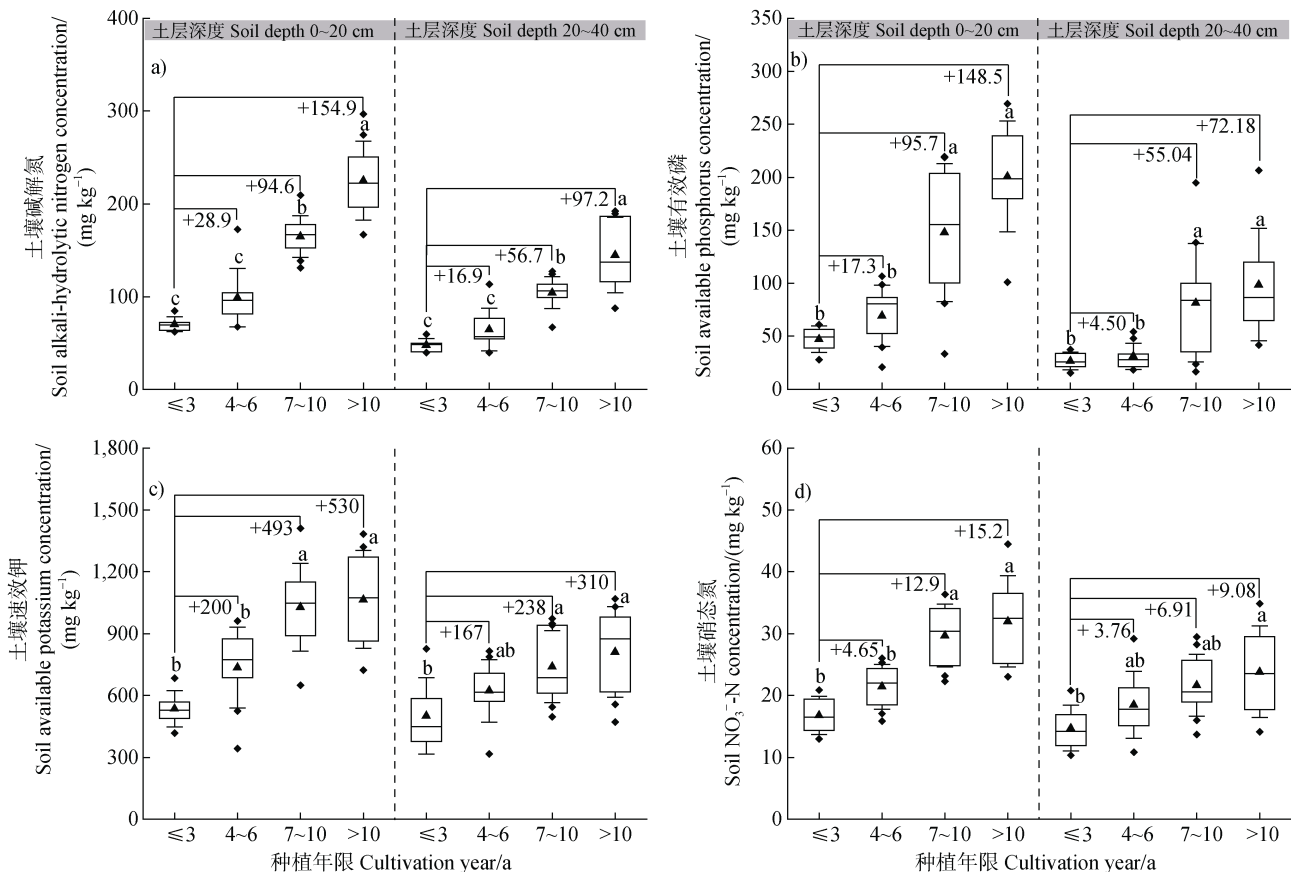 土壤碱解氮
Soil alkali-hydrolytic nitrogen concentration/
(mg kg⁻¹)
400
300
200
100
0
土层深度 Soil depth 0~20 cm
土层深度 Soil depth 20~40 cm
a)
+154.9
+94.6
+28.9
c
c
b
a
+97.2
+56.7
+16.9
c
c
b
a
≤3
4~6
7~10
>10
≤3
4~6
7~10
>10
土壤有效磷
Soil available phosphorus concentration/
(mg kg⁻¹)
350
300
250
200
150
100
50
0
土层深度 Soil depth 0~20 cm
土层深度 Soil depth 20~40 cm
b)
+148.5
+95.7
+17.3
b
b
a
a
+72.18
+55.04
+4.50
b
b
a
a
≤3
4~6
7~10
>10
≤3
4~6
7~10
>10
土壤速效钾
Soil available potassium concentration/
(mg kg⁻¹)
1,800
1,500
1,200
900
600
300
0
c)
+530
+493
+200
b
b
a
a
+310
+238
+167
b
ab
a
a
≤3
4~6
7~10
>10
≤3
4~6
7~10
>10
种植年限 Cultivation year/a
土壤硝态氮
Soil NO₃⁻-N concentration/(mg kg⁻¹)
60
50
40
30
20
10
0
d)
+15.2
+12.9
+4.65
b
b
a
a
+9.08
+6.91
+ 3.76
b
ab
ab
a
≤3
4~6
7~10
>10
≤3
4~6
7~10
>10
种植年限 Cultivation year/a